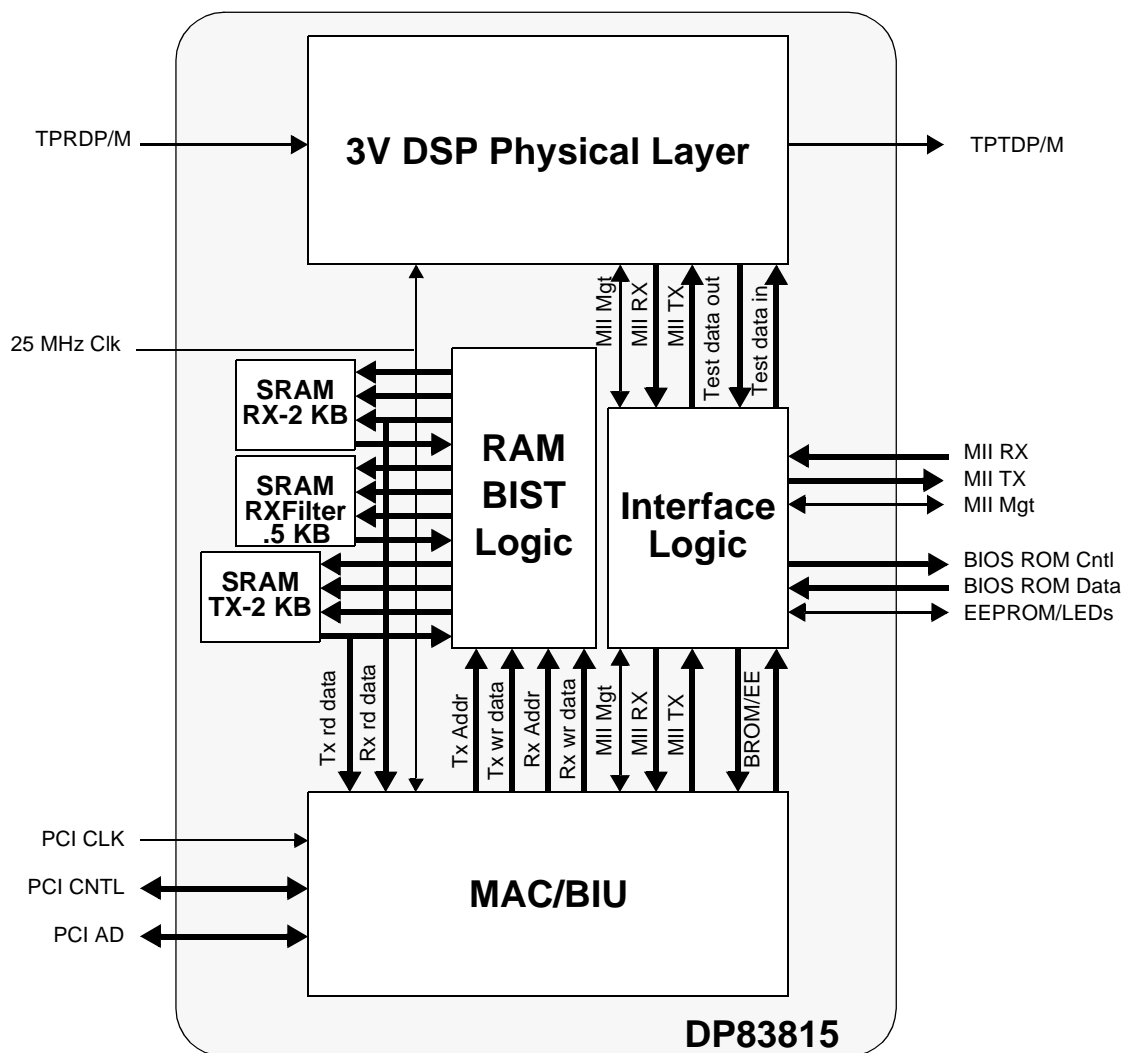 3V DSP Physical Layer
TPRDP/M
TPTDP/M
MII Mgt
MII RX
MII TX
Test data out
Test data in
25 MHz Clk
SRAM
RX-2 KB
SRAM
RXFilter
.5 KB
SRAM
TX-2 KB
RAM
BIST
Logic
Interface
Logic
MII RX
MII TX
MII Mgt
BIOS ROM Cntl
BIOS ROM Data
EEPROM/LEDs
Tx rd data
Rx rd data
Tx Addr
Tx wr data
Rx Addr
Rx wr data
MII Mgt
MII RX
MII TX
BROM/EE
PCI CLK
PCI CNTL
PCI AD
MAC/BIU
DP83815